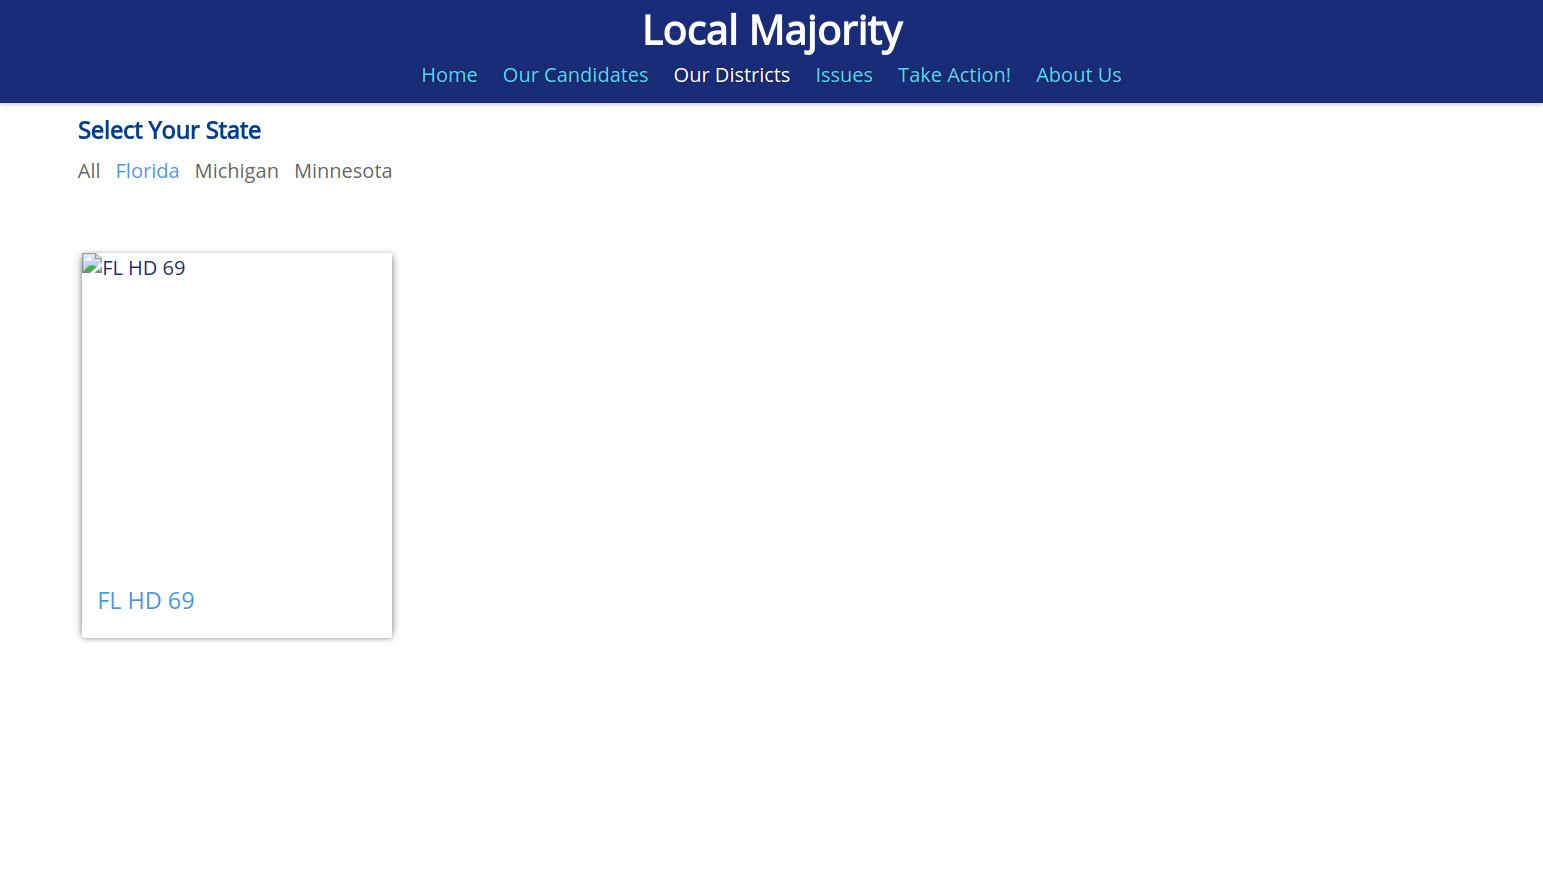 Local Majority
Home Our Candidates Our Districts Issues Take Action! About Us
Select Your State
All Florida Michigan Minnesota
FL HD 69
FL HD 69